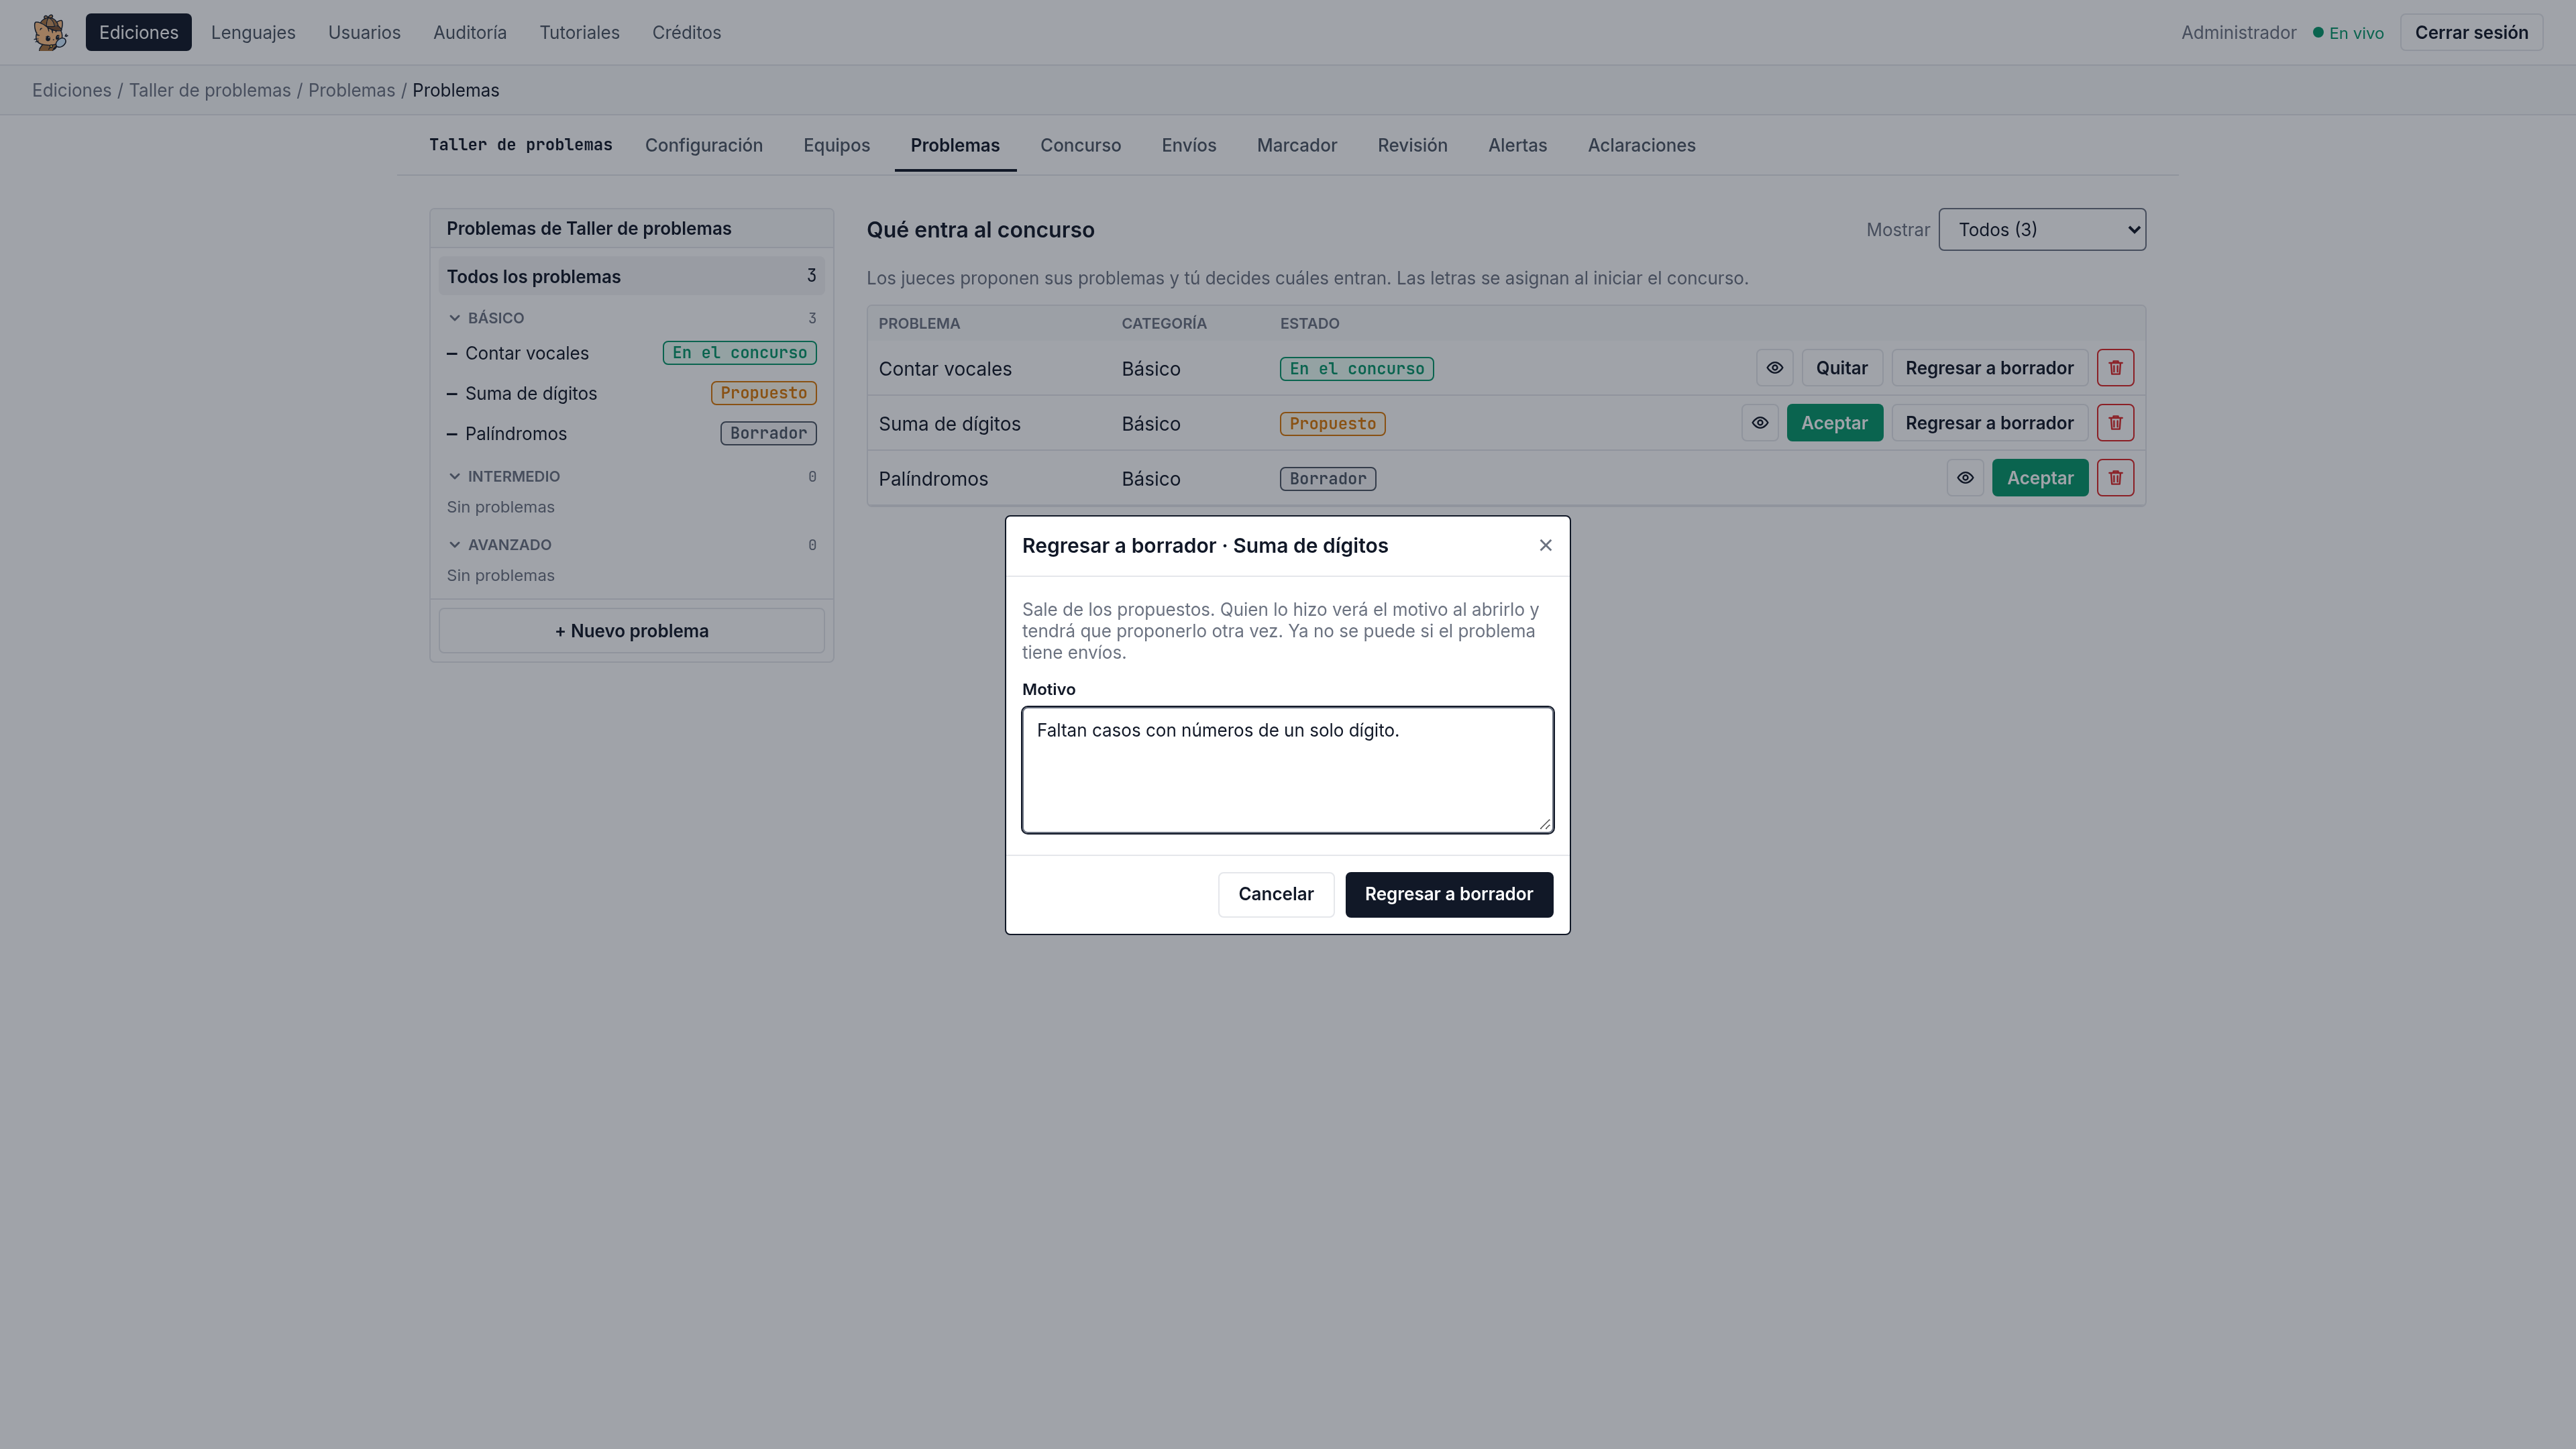 Ediciones Lenguajes Usuarios Auditoría Tutoriales Créditos Administrador En vivo Cerrar sesión
Ediciones / Taller de problemas / Problemas / Problemas
Taller de problemas Configuración Equipos Problemas Concurso Envíos Marcador Revisión Alertas Aclaraciones
Problemas de Taller de problemas
Todos los problemas 3
BÁSICO 3
– Contar vocales En el concurso
– Suma de dígitos Propuesto
– Palíndromos Borrador
INTERMEDIO 0
Sin problemas
AVANZADO 0
Sin problemas
+ Nuevo problema
Qué entra al concurso Mostrar Todos (3)
Los jueces proponen sus problemas y tú decides cuáles entran. Las letras se asignan al iniciar el concurso.
PROBLEMA CATEGORÍA ESTADO
Contar vocales Básico En el concurso Quitar Regresar a borrador
Suma de dígitos Básico Propuesto Aceptar Regresar a borrador
Palíndromos Básico Borrador Aceptar
Regresar a borrador · Suma de dígitos ×
Sale de los propuestos. Quien lo hizo verá el motivo al abrirlo y
tendrá que proponerlo otra vez. Ya no se puede si el problema
tiene envíos.
Motivo
Faltan casos con números de un solo dígito.
Cancelar Regresar a borrador